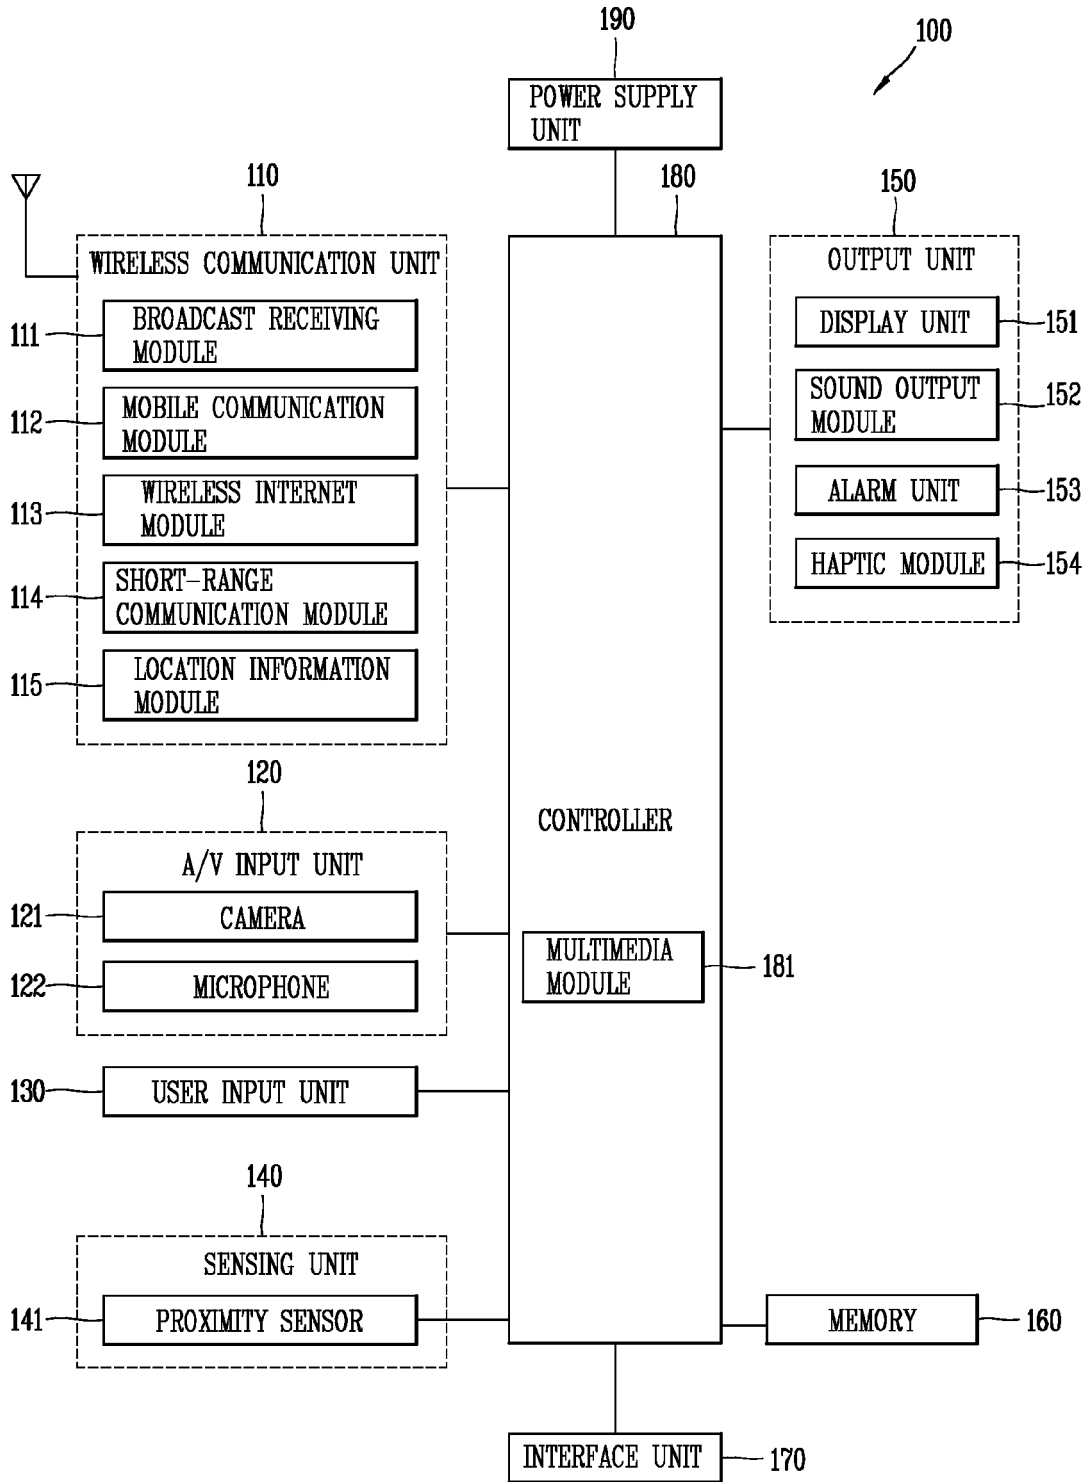 190
100
POWER SUPPLY
UNIT
110
180
150
WIRELESS COMMUNICATION UNIT
111
BROADCAST RECEIVING
MODULE
112
MOBILE COMMUNICATION
MODULE
113
WIRELESS INTERNET
MODULE
114
SHORT-RANGE
COMMUNICATION MODULE
115
LOCATION INFORMATION
MODULE
OUTPUT UNIT
DISPLAY UNIT
151
SOUND OUTPUT
MODULE
152
ALARM UNIT
153
HAPTIC MODULE
154
120
A/V INPUT UNIT
121
CAMERA
122
MICROPHONE
CONTROLLER
MULTIMEDIA
MODULE
181
130
USER INPUT UNIT
140
SENSING UNIT
141
PROXIMITY SENSOR
MEMORY
160
INTERFACE UNIT
170